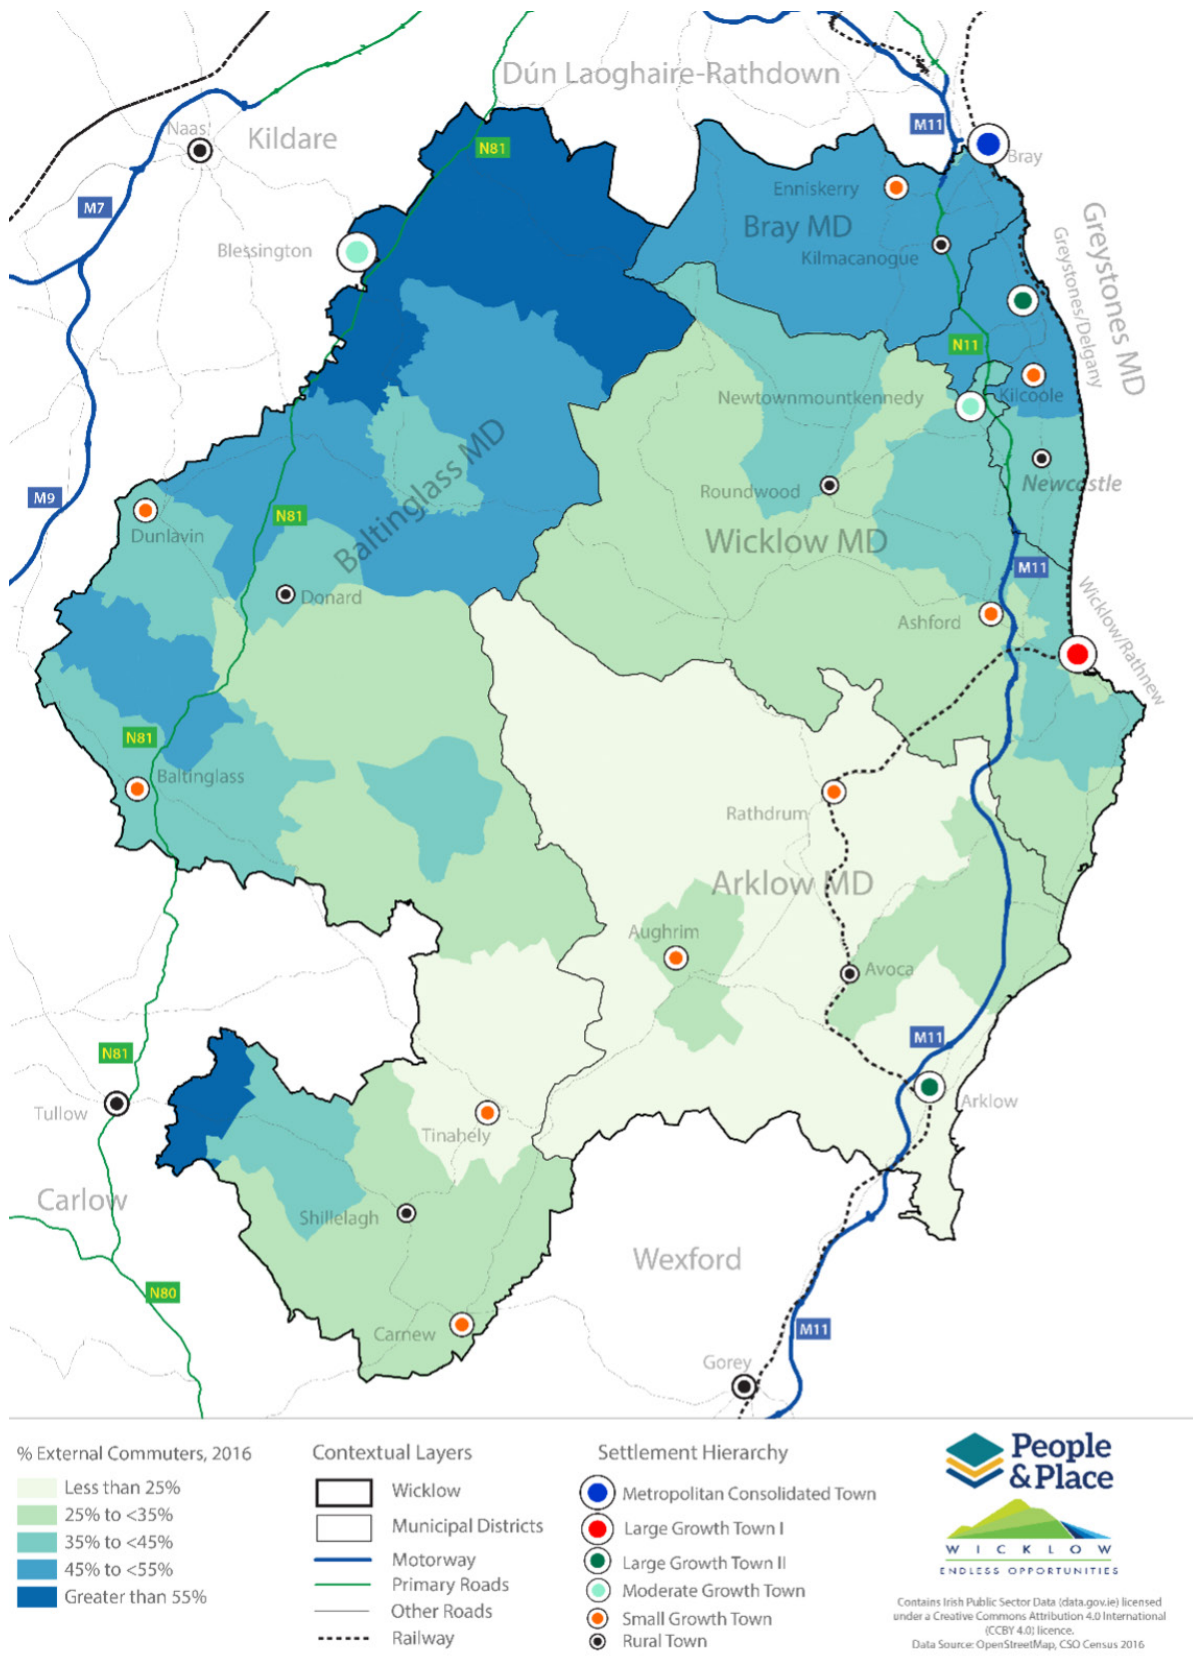 Dún Laoghaire-Rathdown
Naas
Kildare
M11
N81
Bray
Enniskerry
M7
Bray MD
Blessington
Kilmacanogue
Greystones MD
Greystones/Delgany
N11
Kilcoole
Newtownmountkennedy
Baltinglass MD
Newcastle
M9
Roundwood
N81
Dunlavin
Wicklow MD
M11
Donard
Ashford
Wicklow/Rathnew
N81
Baltinglass
Rathdrum
Arklow MD
Aughrim
Avoca
M11
N81
Tullow
Arklow
Tinahely
Carlow
Shillelagh
Wexford
N80
M11
Carnew
Gorey
% External Commuters, 2016
Less than 25%
25% to <35%
35% to <45%
45% to <55%
Greater than 55%
Contextual Layers
Wicklow
Municipal Districts
Motorway
Primary Roads
Other Roads
Railway
Settlement Hierarchy
Metropolitan Consolidated Town
Large Growth Town I
Large Growth Town II
Moderate Growth Town
Small Growth Town
Rural Town
People
&Place
WICKLOW
ENDLESS OPPORTUNITIES
Contains Irish Public Sector Data (data.gov.ie) licensed
under a Creative Commons Attribution 4.0 International
(CCBY 4.0) licence.
Data Source: OpenStreetMap, CSO Census 2016